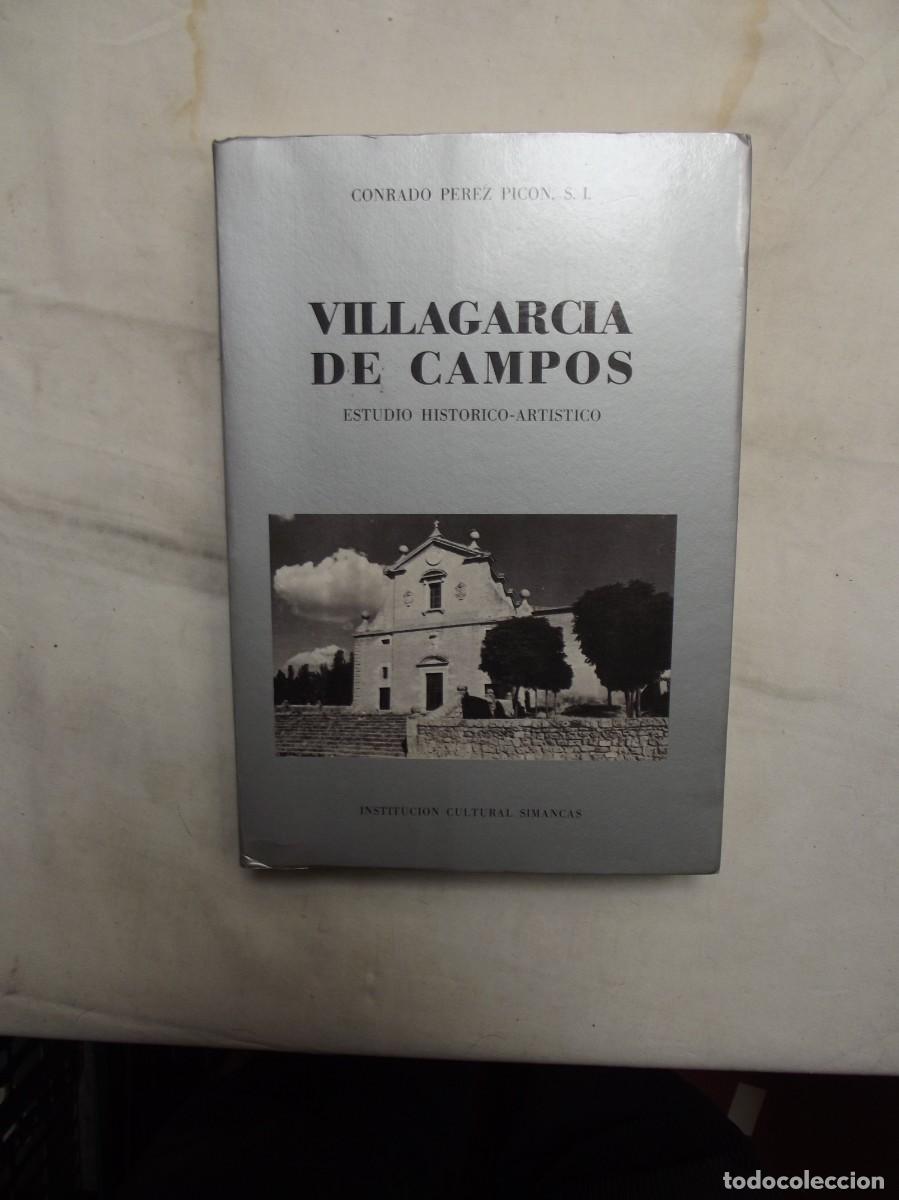 CONRADO PEREZ PICON, S. I.
VILLAGARCIA
DE CAMPOS
ESTUDIO HISTORICO-ARTISTICO
INSTITUCION CULTURAL SIMANCAS
todocoleccion